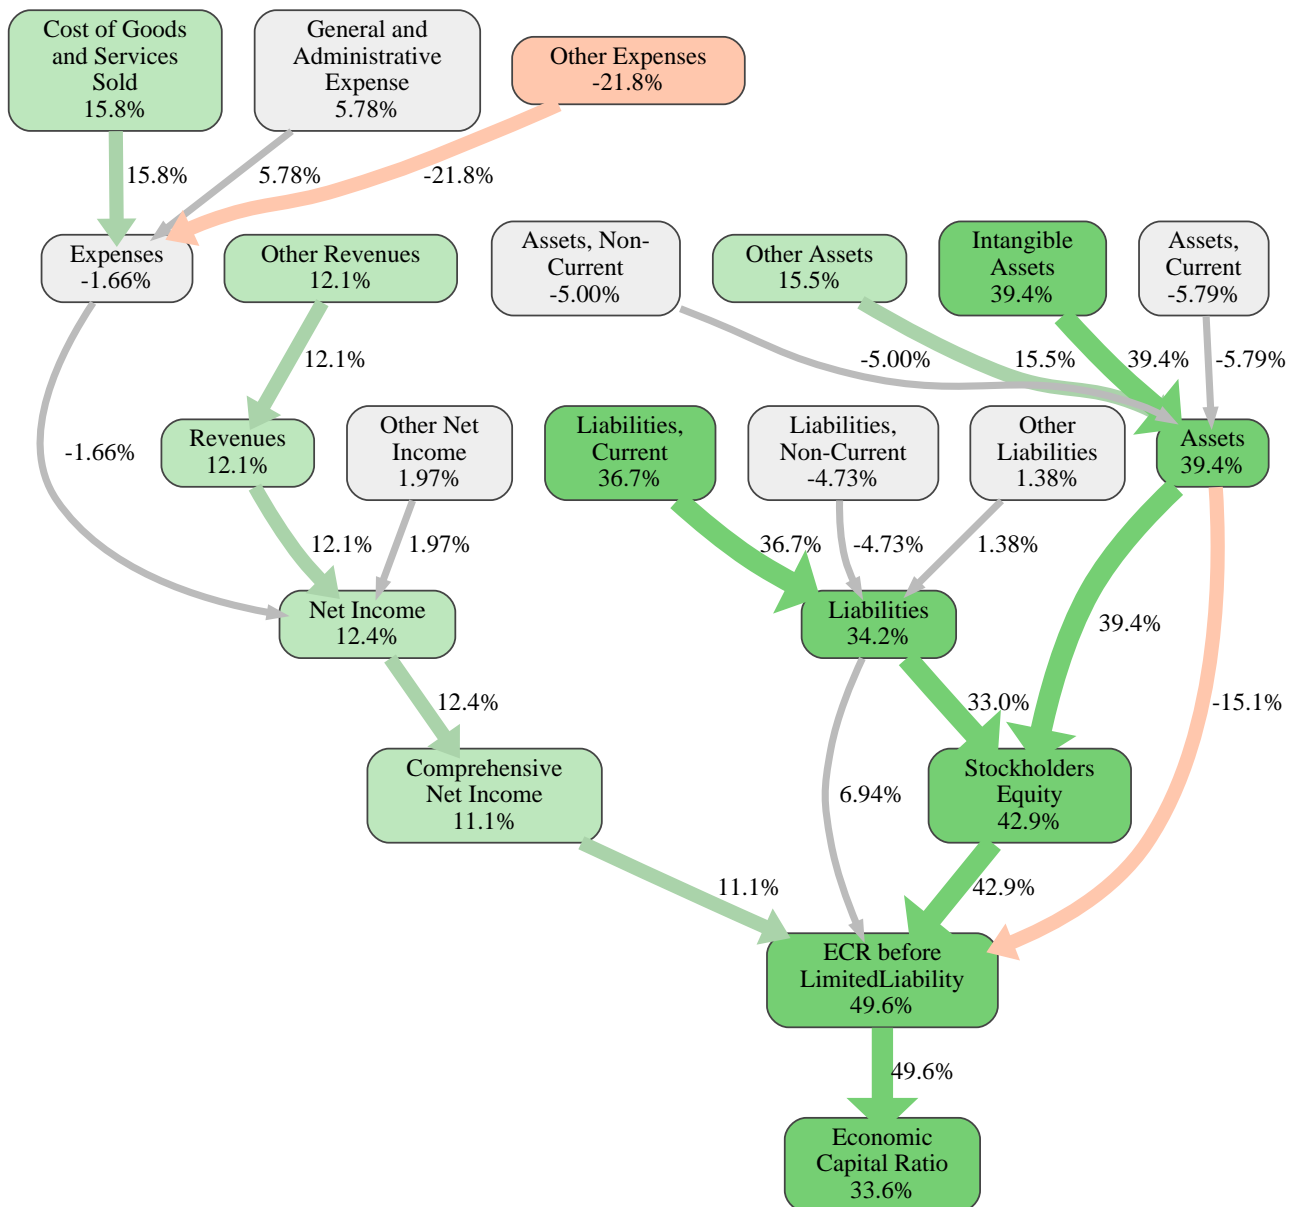 Cost of Goods
and Services
Sold
15.8%
General and
Administrative
Expense
5.78%
Other Expenses
-21.8%
15.8%
5.78%
-21.8%
Expenses
-1.66%
Other Revenues
12.1%
Assets, Non-
Current
-5.00%
Other Assets
15.5%
Intangible
Assets
39.4%
Assets,
Current
-5.79%
12.1%
-5.00%
15.5%
39.4%
-5.79%
-1.66%
Revenues
12.1%
Other Net
Income
1.97%
Liabilities,
Current
36.7%
Liabilities,
Non-Current
-4.73%
Other
Liabilities
1.38%
Assets
39.4%
12.1%
1.97%
36.7%
-4.73%
1.38%
Net Income
12.4%
Liabilities
34.2%
39.4%
12.4%
33.0%
-15.1%
Comprehensive
Net Income
11.1%
6.94%
Stockholders
Equity
42.9%
11.1%
42.9%
ECR before
LimitedLiability
49.6%
49.6%
Economic
Capital Ratio
33.6%